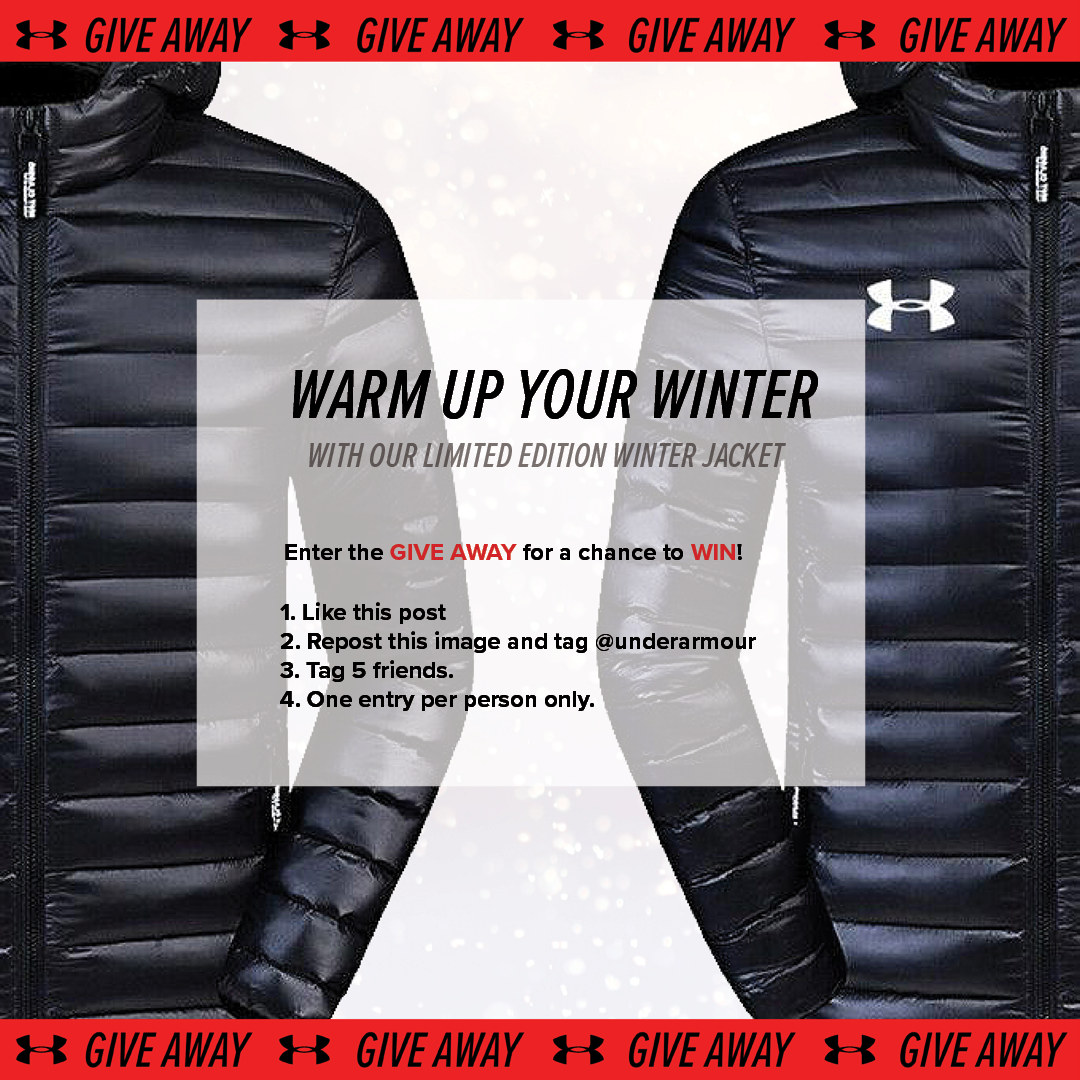 GIVE AWAY GIVE AWAY GIVE AWAY GIVE AWAY
WARM UP YOUR WINTER
WITH OUR LIMITED EDITION WINTER JACKET
Enter the GIVE AWAY for a chance to WIN!
1. Like this post
2. Repost this image and tag @underarmour
3. Tag 5 friends.
4. One entry per person only.
GIVE AWAY GIVE AWAY GIVE AWAY GIVE AWAY